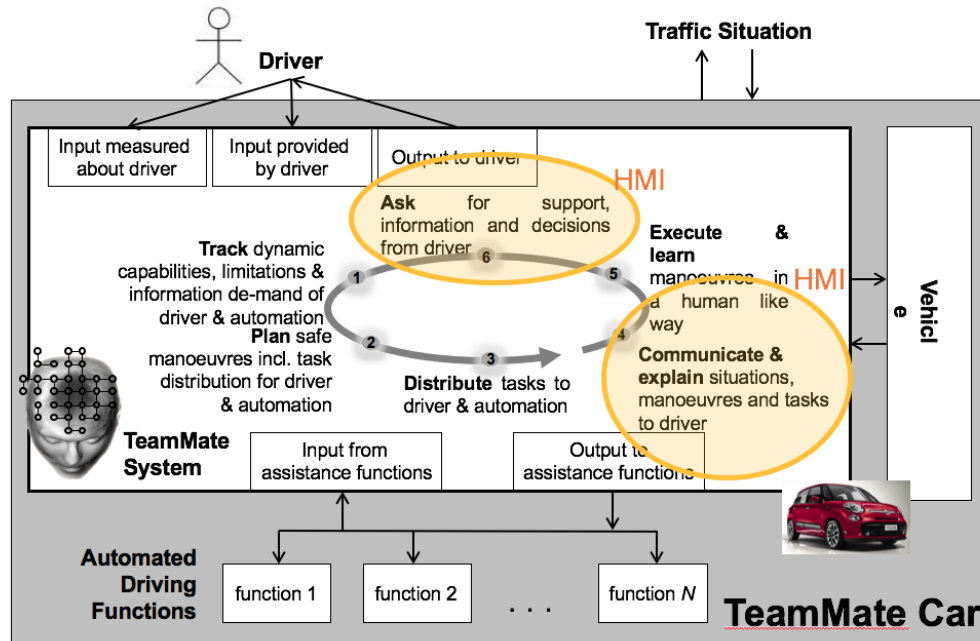 Traffic Situation
Driver
Input measured
about driver
Input provided
by driver
Output to driver
HMI
Ask for support,
information and decisions
from driver
6
Track dynamic
capabilities, limitations &
information de-mand of
driver & automation
1
Execute &
learn
manoeuvres in
a human like
way
5
HMI
Vehicl
e
Plan safe
manoeuvres incl. task
distribution for driver
& automation
2
3
4
Distribute tasks to
driver & automation
Communicate &
explain situations,
manoeuvres and tasks
to driver
TeamMate
System
Input from
assistance functions
Output to
assistance functions
Automated
Driving
Functions
function 1
function 2
. . .
function N
TeamMate Car